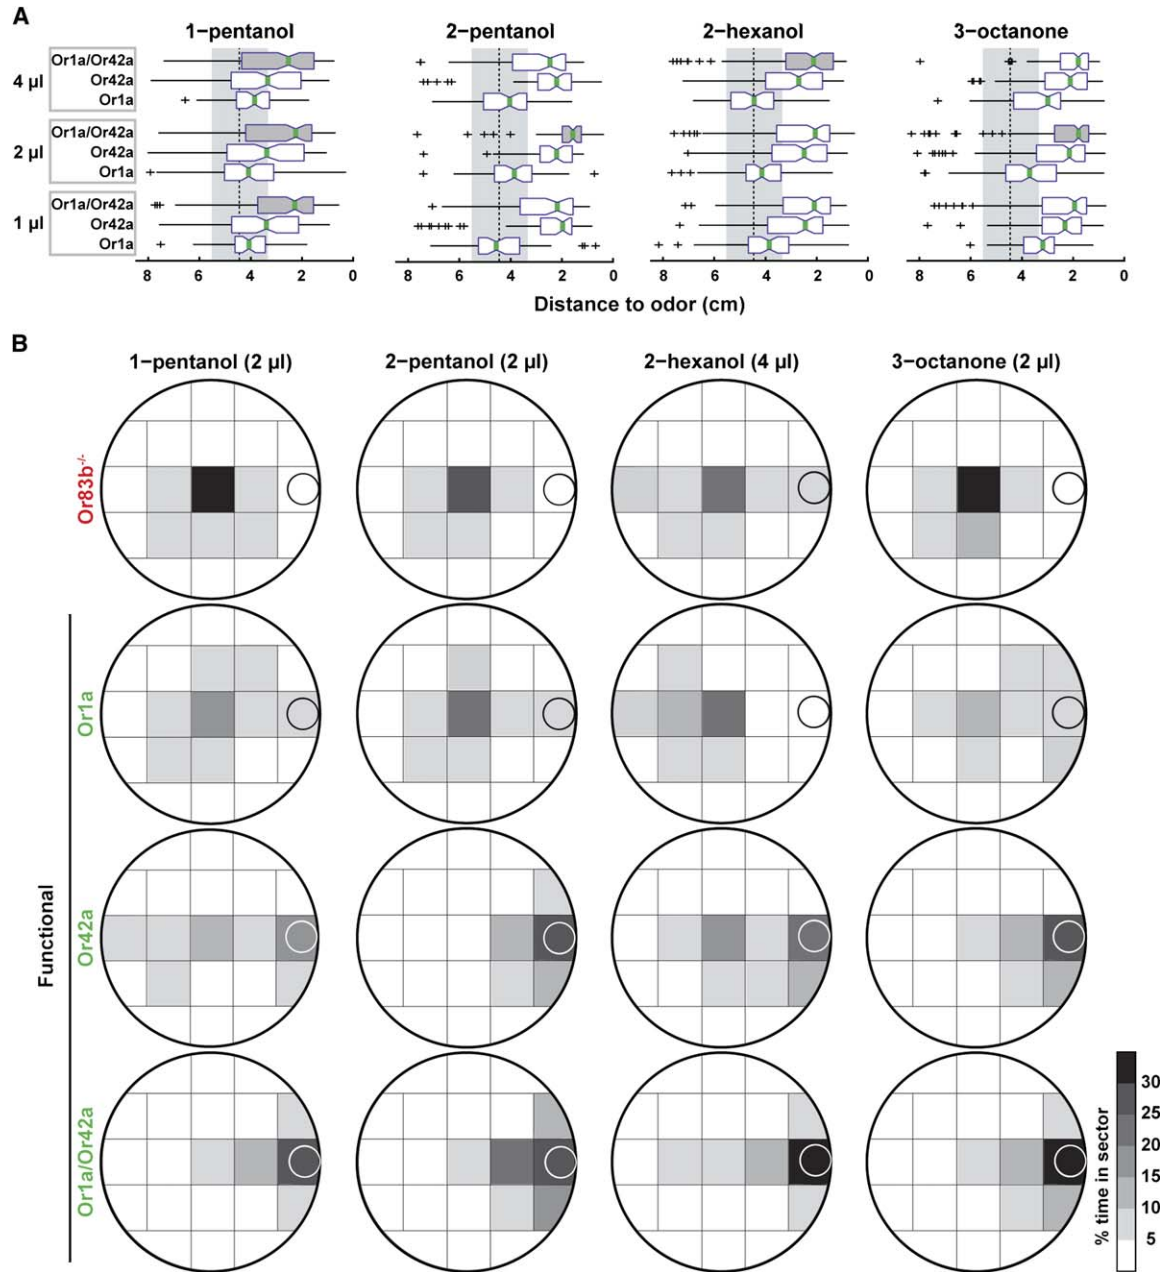 A
1−pentanol 2−pentanol 2−hexanol 3−octanone
Or1a/Or42a
4 µl Or42a
Or1a
Or1a/Or42a
2 µl Or42a
Or1a
Or1a/Or42a
1 µl Or42a
Or1a
8 6 4 2 0 8 6 4 2 0 8 6 4 2 0 8 6 4 2 0
Distance to odor (cm)
B
1−pentanol (2 µl) 2−pentanol (2 µl) 2−hexanol (4 µl) 3−octanone (2 µl)
Or83b-/-
Functional
Or1a
Or42a
Or1a/Or42a
% time in sector
30
25
20
15
10
5